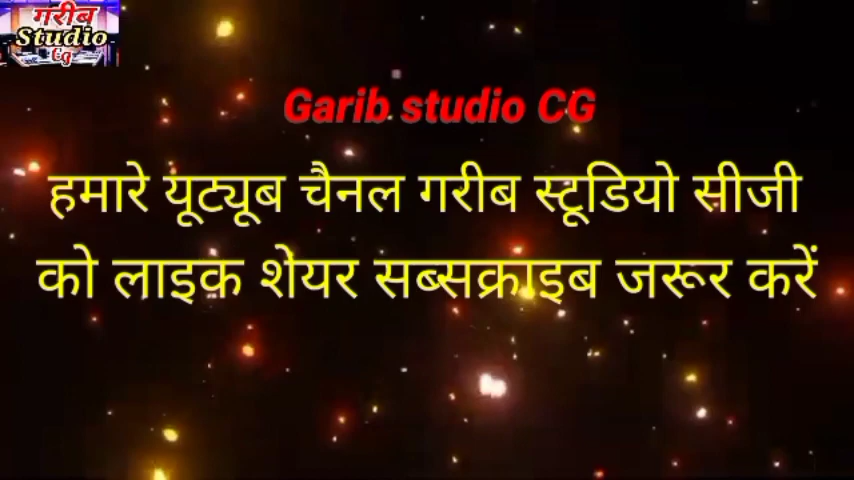 गरीब
Studio
Cg
Garib studio CG
हमारे यूट्यूब चैनल गरीब स्टूडियो सीजी
को लाइक शेयर सब्सक्राइब जरूर करें